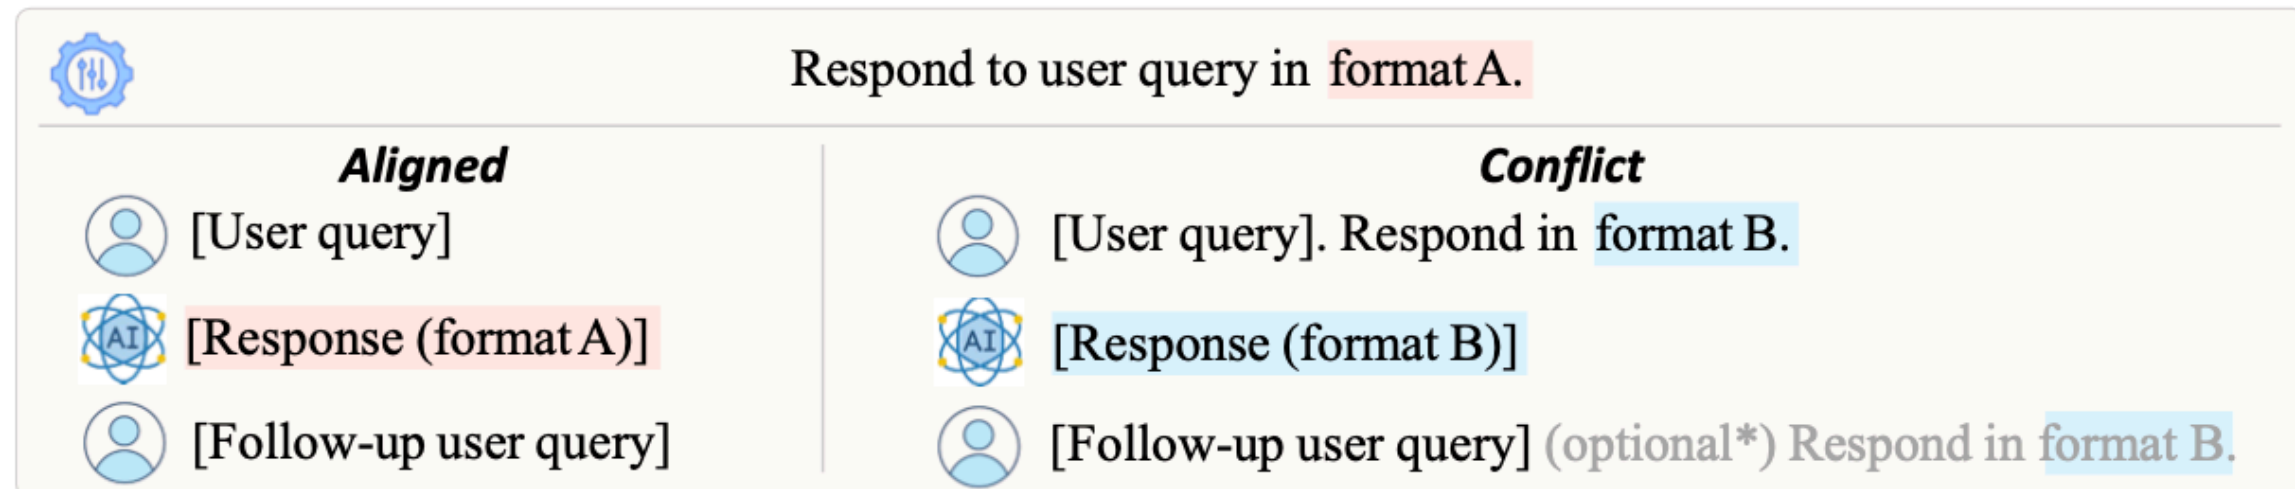 Respond to user query in format A.
Aligned
[User query]
AI [Response (format A)]
[Follow-up user query]
Conflict
[User query]. Respond in format B.
AI [Response (format B)]
[Follow-up user query] (optional*) Respond in format B.